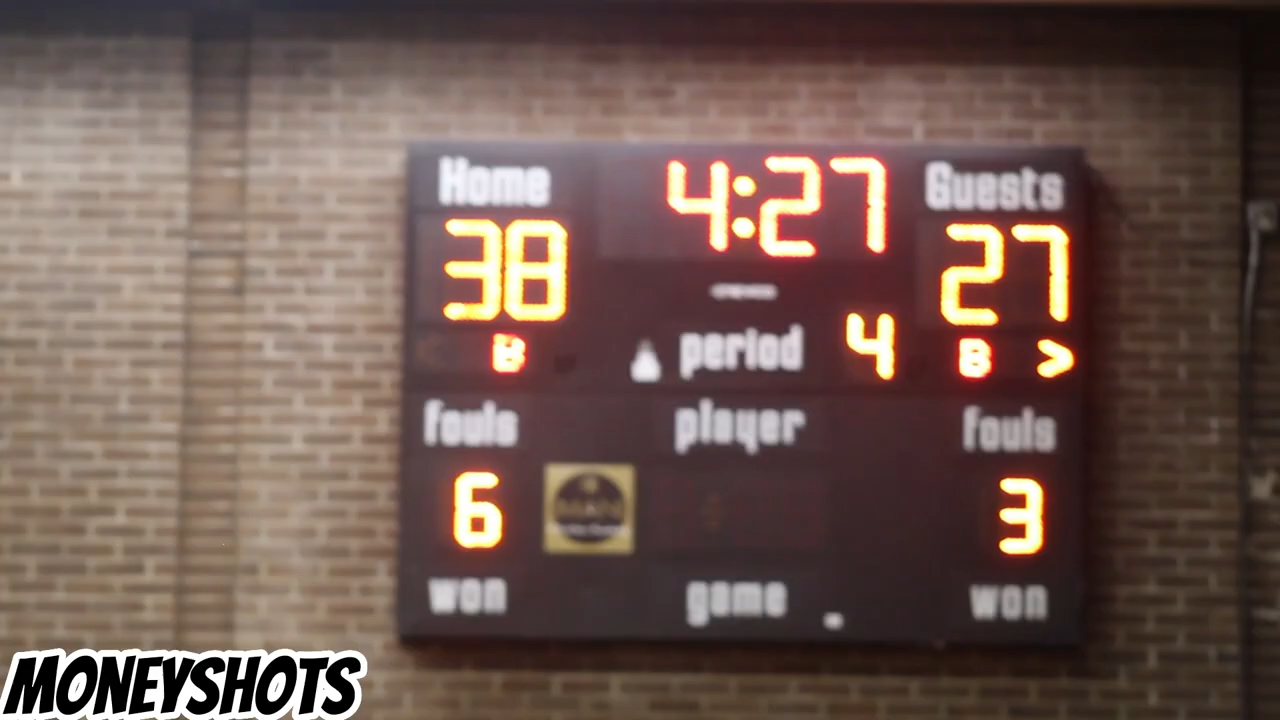 Home 4:27 Guests
38 27
B period 4 B >
fouls player fouls
6 3
won game won
MONEYSHOTS